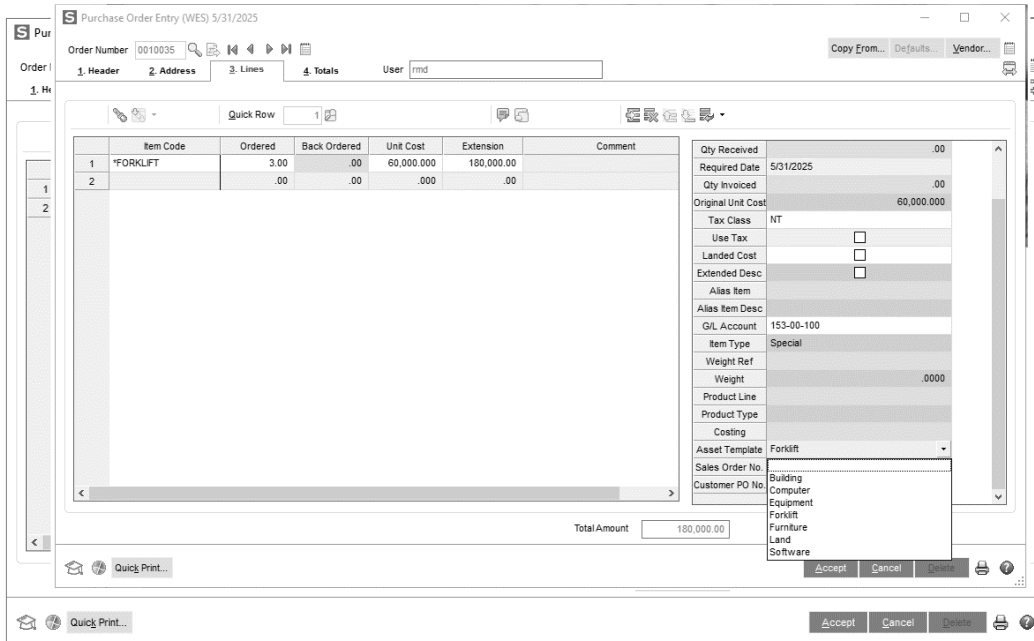 S Purchase Order Entry (WES) 5/31/2025
S Pur
Order Number 0010035 Copy From... Defaults... Vendor...
Order
1. Header 2. Address 3. Lines 4. Totals User rmd
1. He
Quick Row 1
Item Code Ordered Back Ordered Unit Cost Extension Comment
1 *FORKLIFT 3.00 .00 60,000.000 180,000.00
2 .00 .00 .000 .00
1
2
Qty Received .00
Required Date 5/31/2025
Qty Invoiced .00
Original Unit Cost 60,000.000
Tax Class NT
Use Tax
Landed Cost
Extended Desc
Alias Item
Alias Item Desc
G/L Account 153-00-100
Item Type Special
Weight Ref
Weight .0000
Product Line
Product Type
Costing
Asset Template Forklift
Sales Order No.
Customer PO No.
Building
Computer
Equipment
Forklift
Furniture
Land
Software
Total Amount 180,000.00
Quick Print... Accept Cancel Delete
Quick Print... Accept Cancel Delete